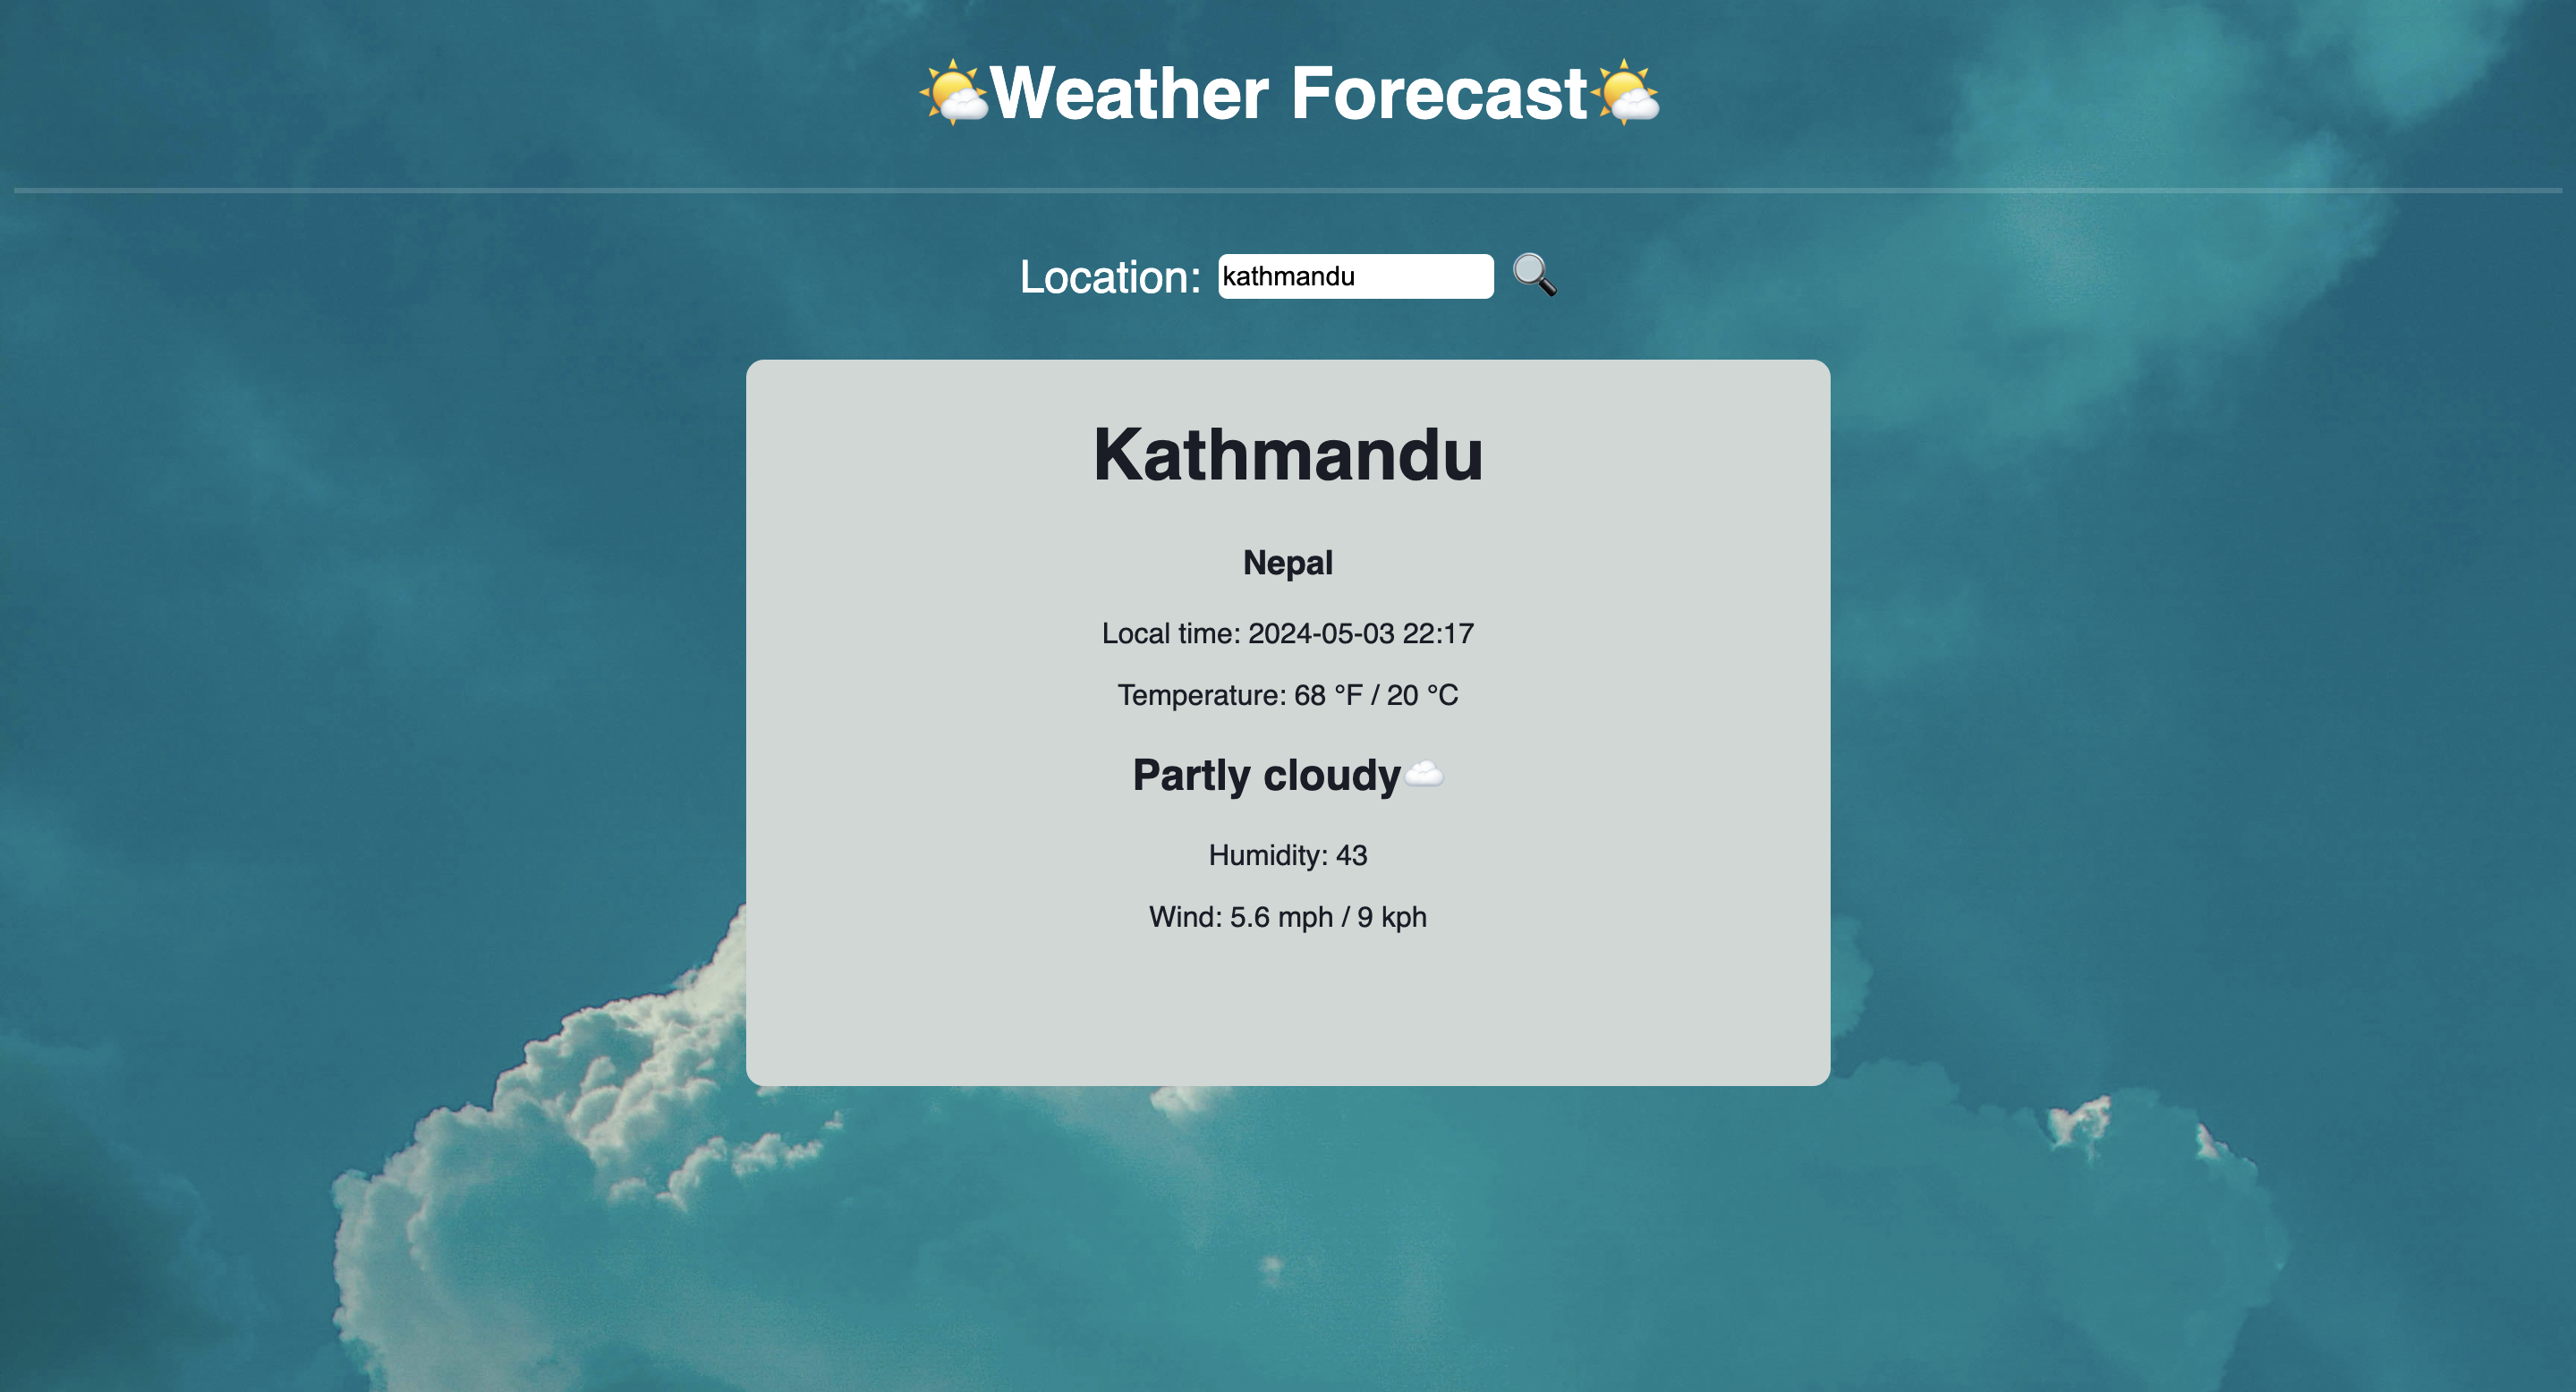 🌤️Weather Forecast🌤️
Location: kathmandu 🔍
Kathmandu
Nepal
Local time: 2024-05-03 22:17
Temperature: 68 °F / 20 °C
Partly cloudy☁️
Humidity: 43
Wind: 5.6 mph / 9 kph